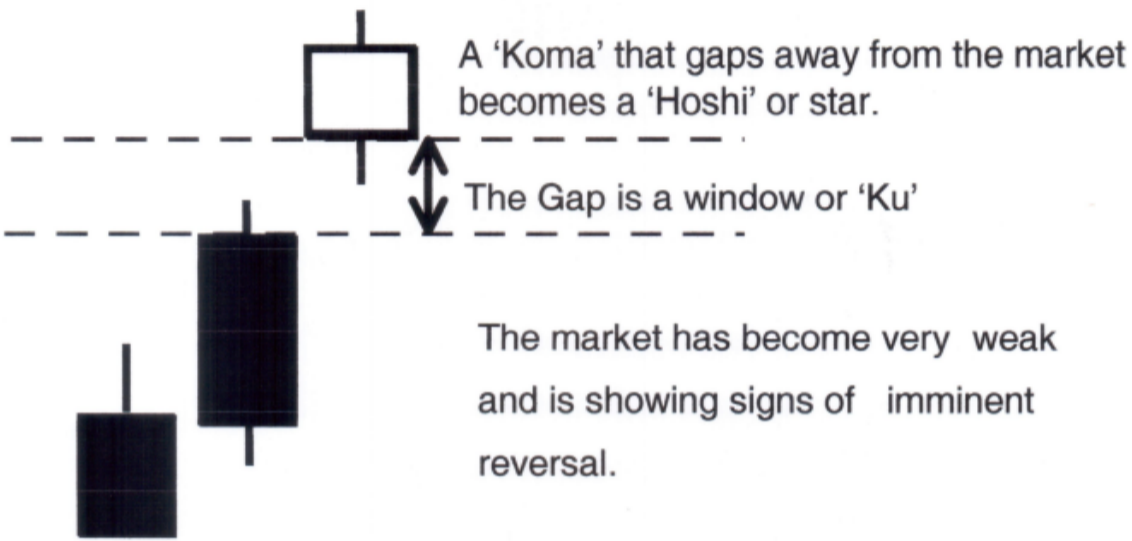 A ‘Koma’ that gaps away from the market
becomes a ‘Hoshi’ or star.
The Gap is a window or ‘Ku’
The market has become very weak
and is showing signs of imminent
reversal.